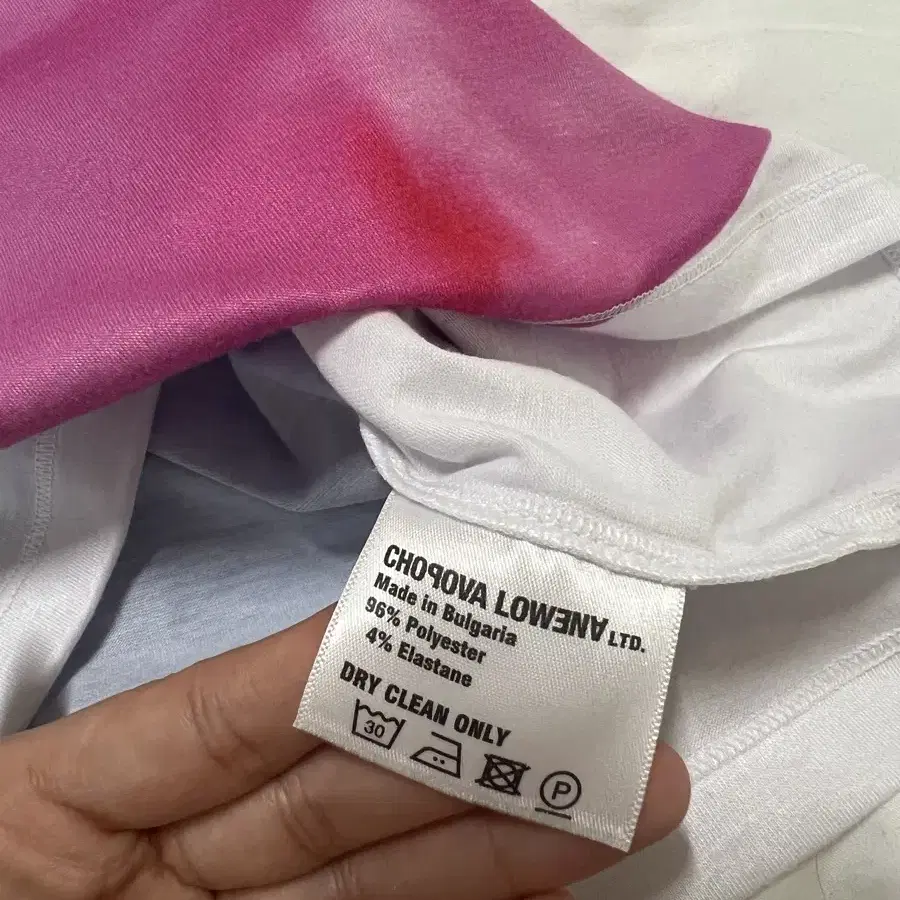 CHOPOVA LOWENA LTD.
Made in Bulgaria
96% Polyester
4% Elastane
DRY CLEAN ONLY
30 P